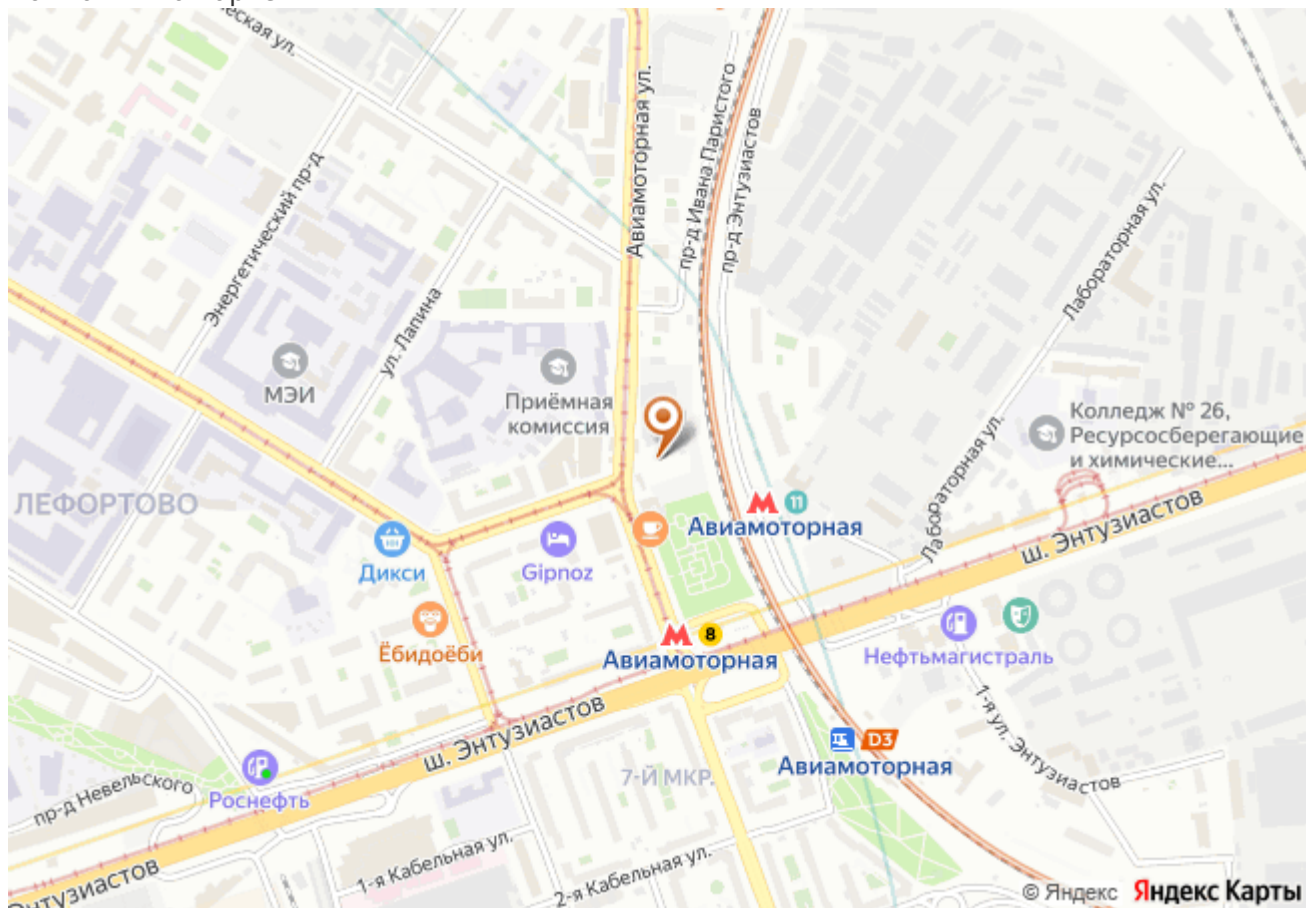 ческая ул.
Авиамоторная ул.
пр-д Ивана Паристого
пр-д Энтузиастов
Лабораторная ул.
Энергетический пр-д
ул. Лапина
МЭИ
Приёмная
комиссия
Колледж № 26,
Ресурсосберегающие
и химические...
ЛЕФОРТОВО
М 11
Авиамоторная
Лабораторная ул.
ш. Энтузиастов
Дикси
Gipnoz
Ёбидоёби
М 8
Авиамоторная
Нефтьмагистраль
ш. Энтузиастов
D3
Авиамоторная
1-я ул. Энтузиастов
7-Й МКР.
пр-д Невельского
Роснефть
1-я Кабельная ул.
2-я Кабельная ул.
тузиастов
© Яндекс Яндекс Карты